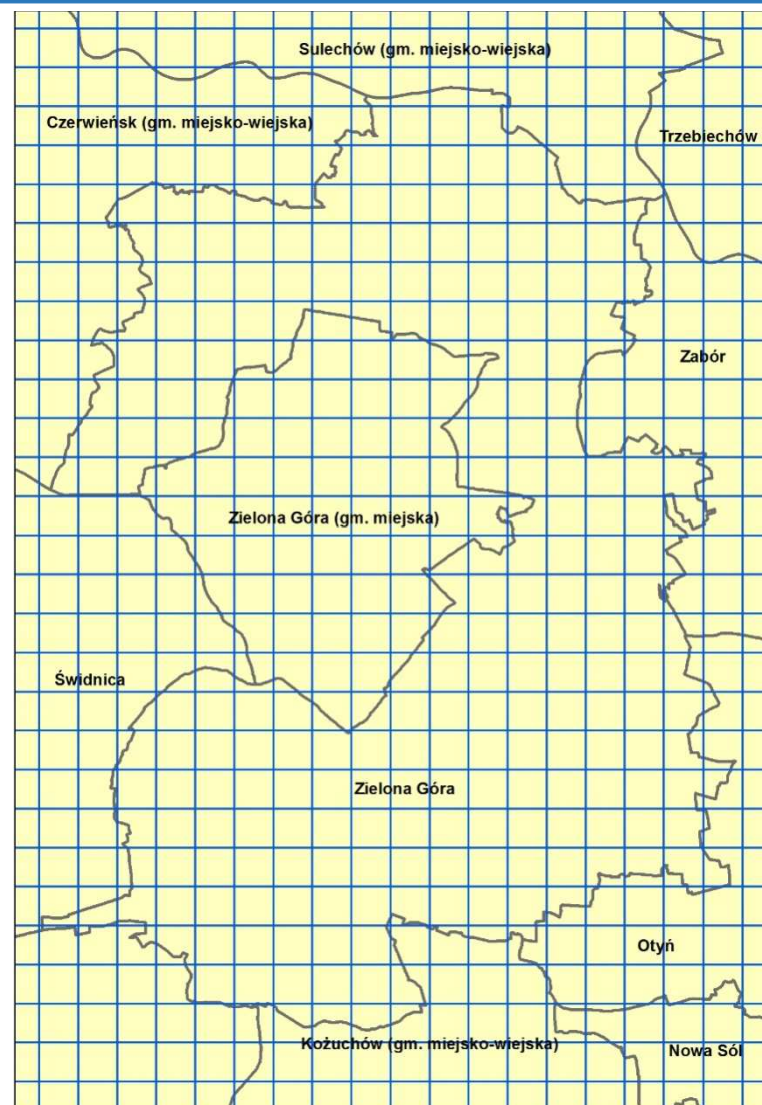 Sulechów (gm. miejsko-wiejska)
Czerwieńsk (gm. miejsko-wiejska)
Trzebiechów
Zabór
Zielona Góra (gm. miejska)
Świdnica
Zielona Góra
Otyń
Kożuchów (gm. miejsko-wiejska)
Nowa Sól